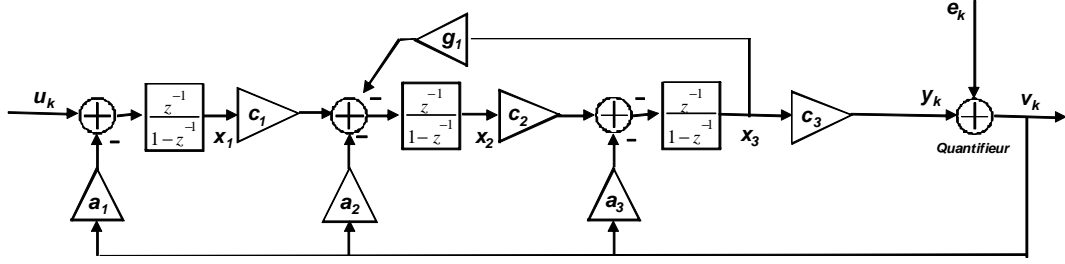 e_k
g_1
u_k
z^{-1}
1-z^{-1}
x_1
c_1
z^{-1}
1-z^{-1}
x_2
c_2
z^{-1}
1-z^{-1}
x_3
c_3
y_k
v_k
Quantifieur
a_1
a_2
a_3